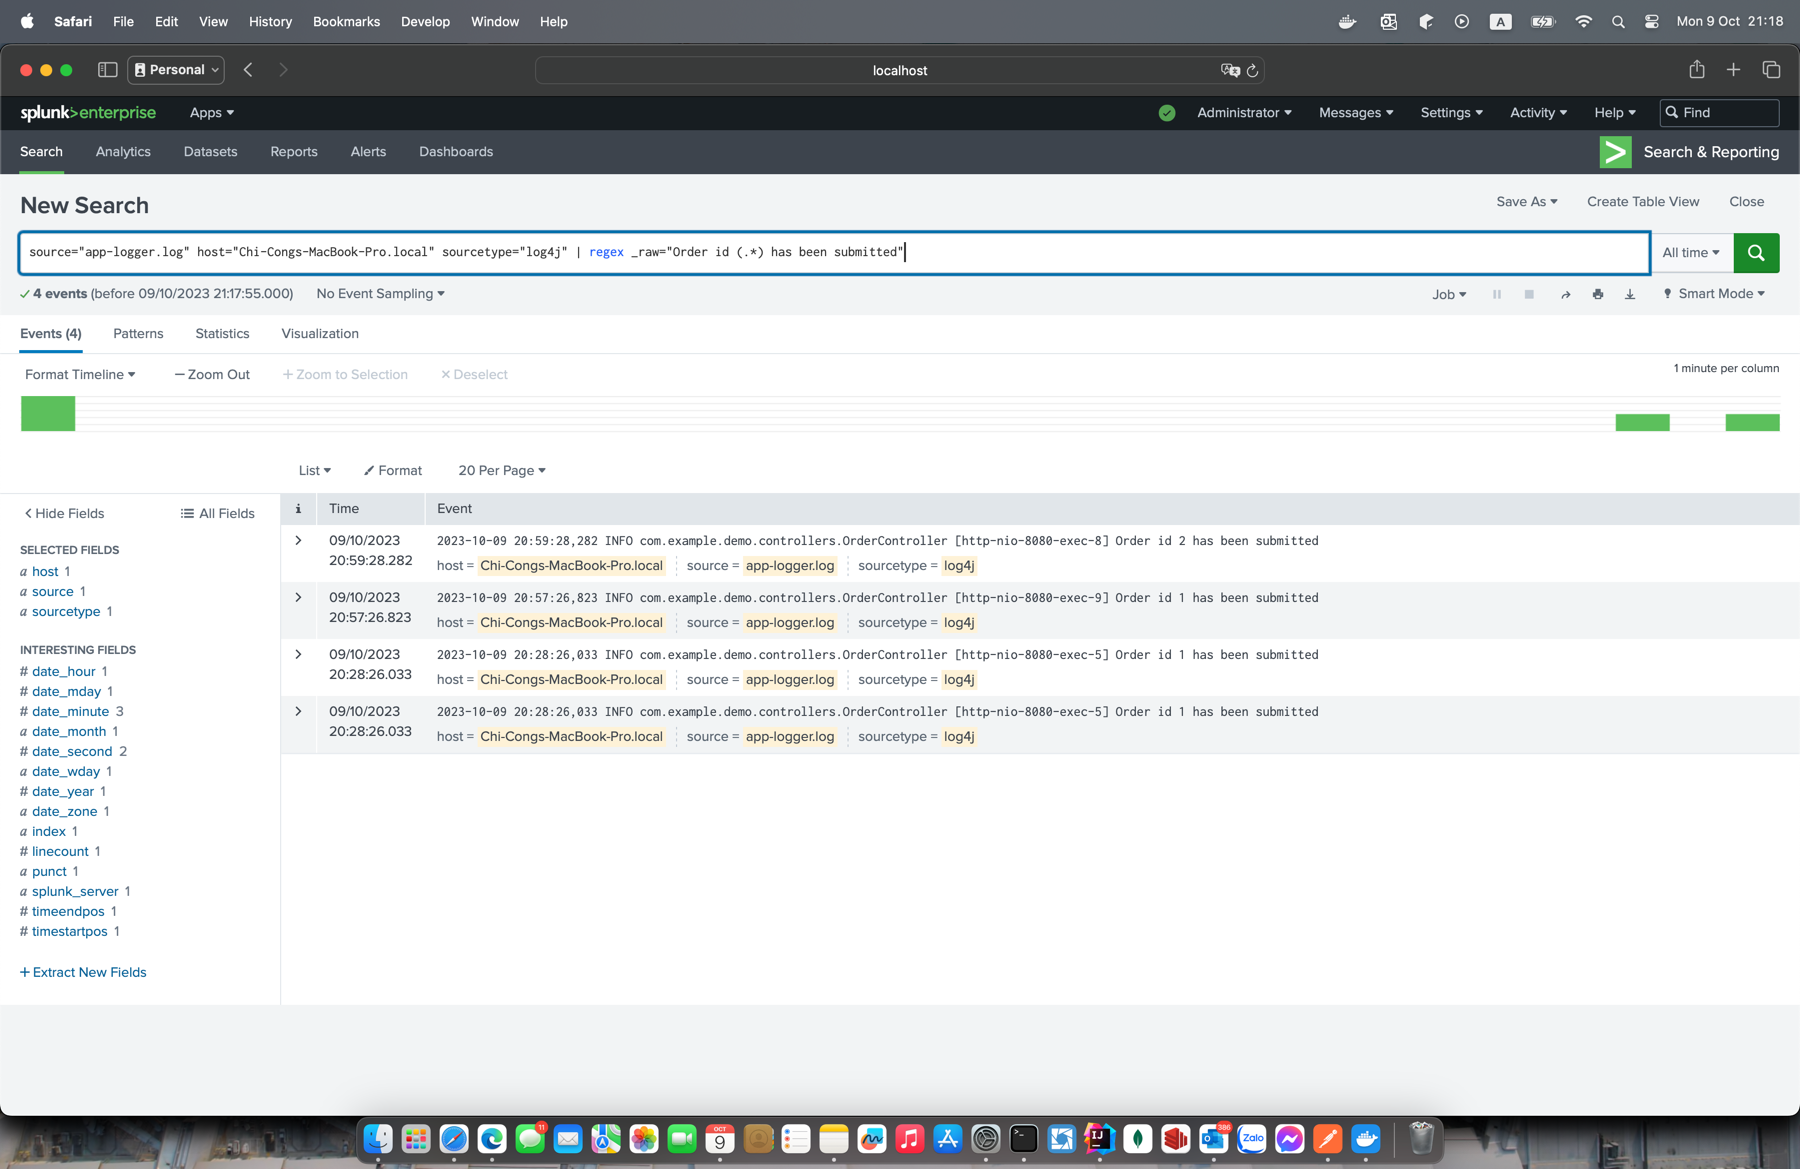 Safari File Edit View History Bookmarks Develop Window Help A Mon 9 Oct 21:18
Personal localhost
splunk>enterprise Apps Administrator Messages Settings Activity Help Find
Search Analytics Datasets Reports Alerts Dashboards > Search & Reporting
New Search Save As Create Table View Close
source="app-logger.log" host="Chi-Congs-MacBook-Pro.local" sourcetype="log4j" | regex _raw="Order id (.*) has been submitted" All time
✓ 4 events (before 09/10/2023 21:17:55.000) No Event Sampling Job Smart Mode
Events (4) Patterns Statistics Visualization
Format Timeline — Zoom Out + Zoom to Selection × Deselect 1 minute per column
List Format 20 Per Page
< Hide Fields All Fields
i Time Event
SELECTED FIELDS
a host 1
a source 1
a sourcetype 1
INTERESTING FIELDS
# date_hour 1
# date_mday 1
# date_minute 3
a date_month 1
# date_second 2
a date_wday 1
# date_year 1
a date_zone 1
a index 1
# linecount 1
a punct 1
a splunk_server 1
# timeendpos 1
# timestartpos 1
+ Extract New Fields
> 09/10/2023 20:59:28.282
2023-10-09 20:59:28,282 INFO com.example.demo.controllers.OrderController [http-nio-8080-exec-8] Order id 2 has been submitted
host = Chi-Congs-MacBook-Pro.local source = app-logger.log sourcetype = log4j
> 09/10/2023 20:57:26.823
2023-10-09 20:57:26,823 INFO com.example.demo.controllers.OrderController [http-nio-8080-exec-9] Order id 1 has been submitted
host = Chi-Congs-MacBook-Pro.local source = app-logger.log sourcetype = log4j
> 09/10/2023 20:28:26.033
2023-10-09 20:28:26,033 INFO com.example.demo.controllers.OrderController [http-nio-8080-exec-5] Order id 1 has been submitted
host = Chi-Congs-MacBook-Pro.local source = app-logger.log sourcetype = log4j
> 09/10/2023 20:28:26.033
2023-10-09 20:28:26,033 INFO com.example.demo.controllers.OrderController [http-nio-8080-exec-5] Order id 1 has been submitted
host = Chi-Congs-MacBook-Pro.local source = app-logger.log sourcetype = log4j
11 OCT 9 IJ 386 Zalo